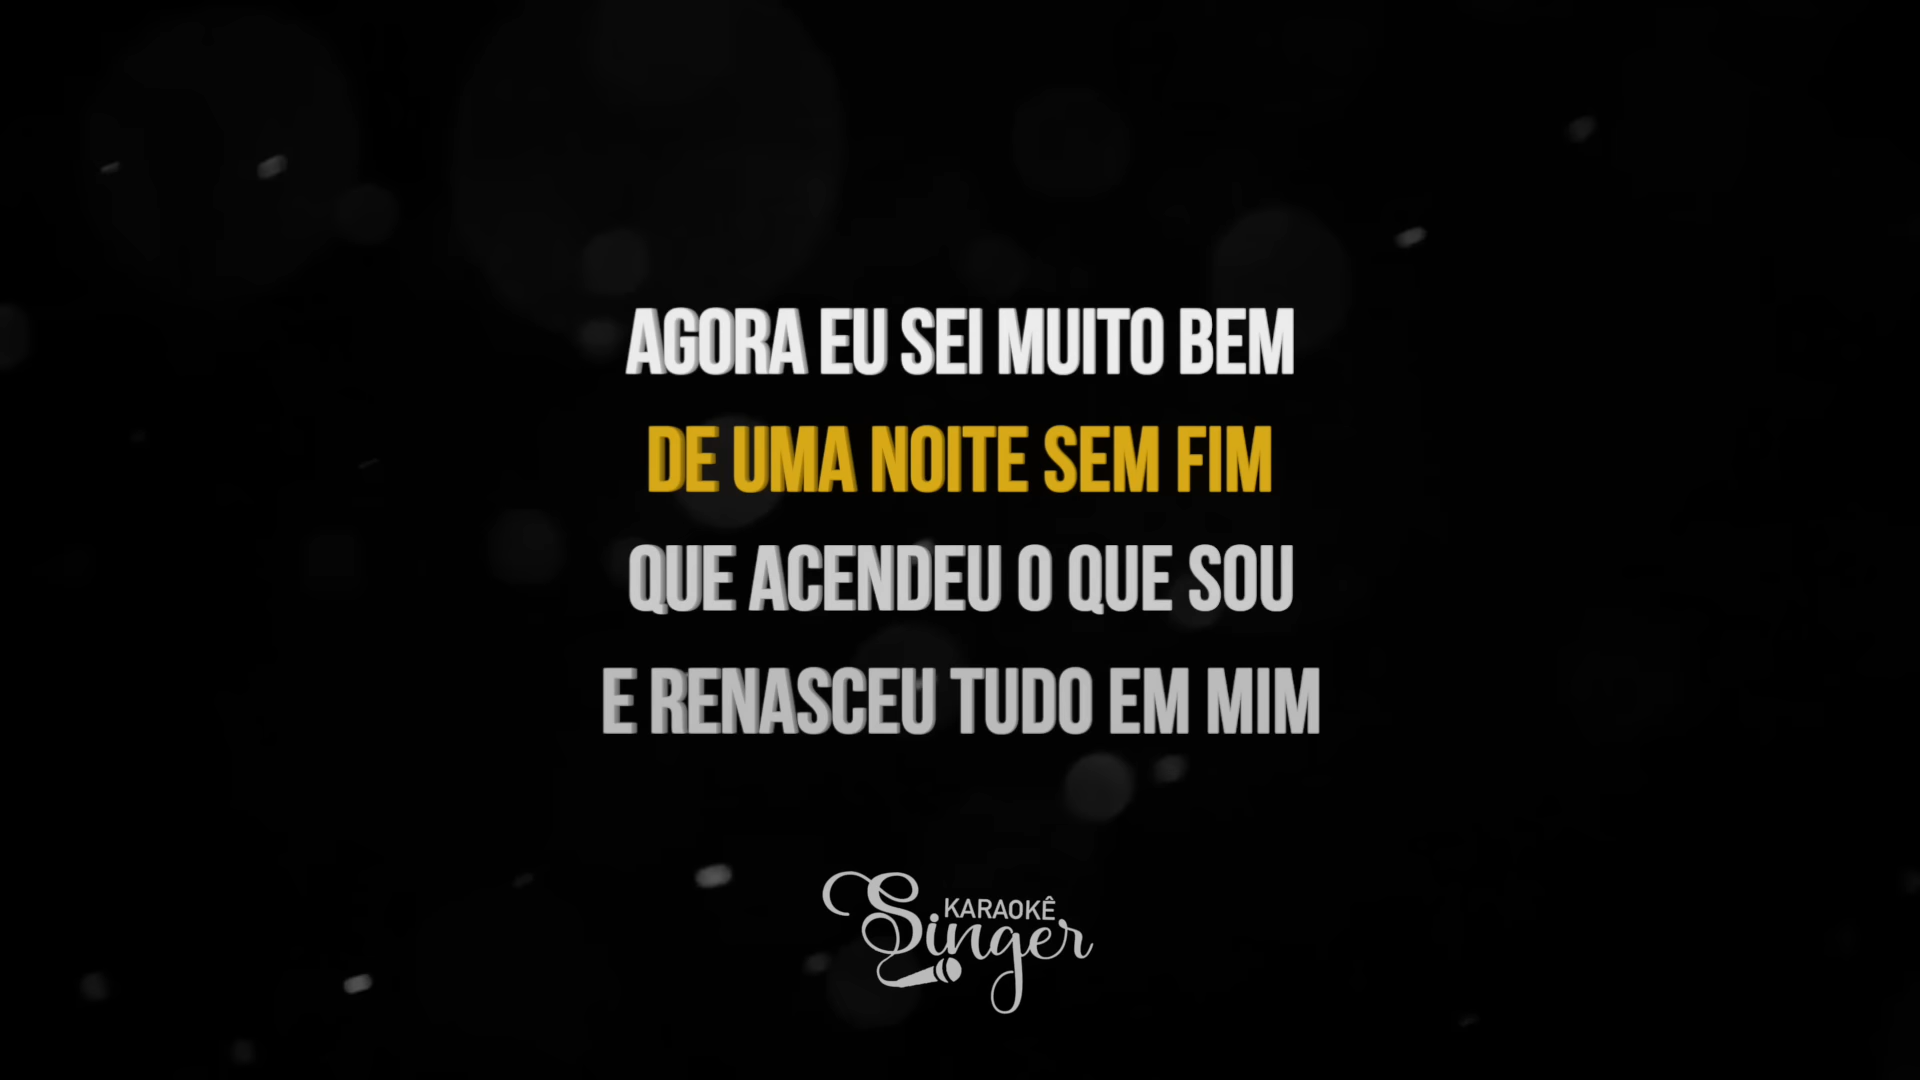 AGORA EU SEI MUITO BEM
DE UMA NOITE SEM FIM
QUE ACENDEU O QUE SOU
E RENASCEU TUDO EM MIM
KARAOKÊ
Singer